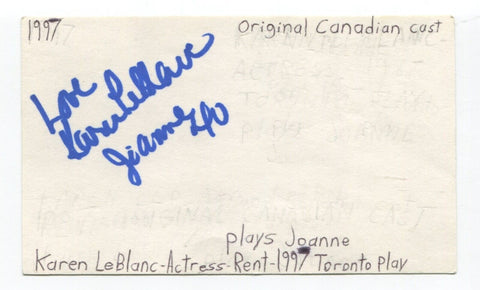 1997
Original Canadian cast
Love
Karen LeBlanc
Joanne
plays Joanne
Karen LeBlanc-Actress-Rent-1997 Toronto Play